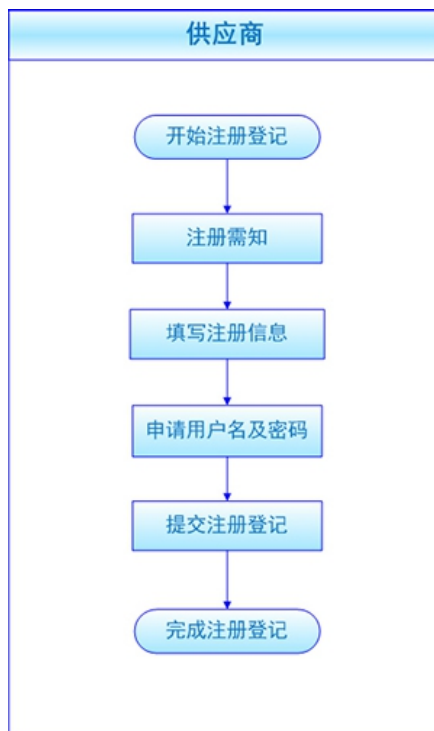 供应商
开始注册登记
注册需知
填写注册信息
申请用户名及密码
提交注册登记
完成注册登记